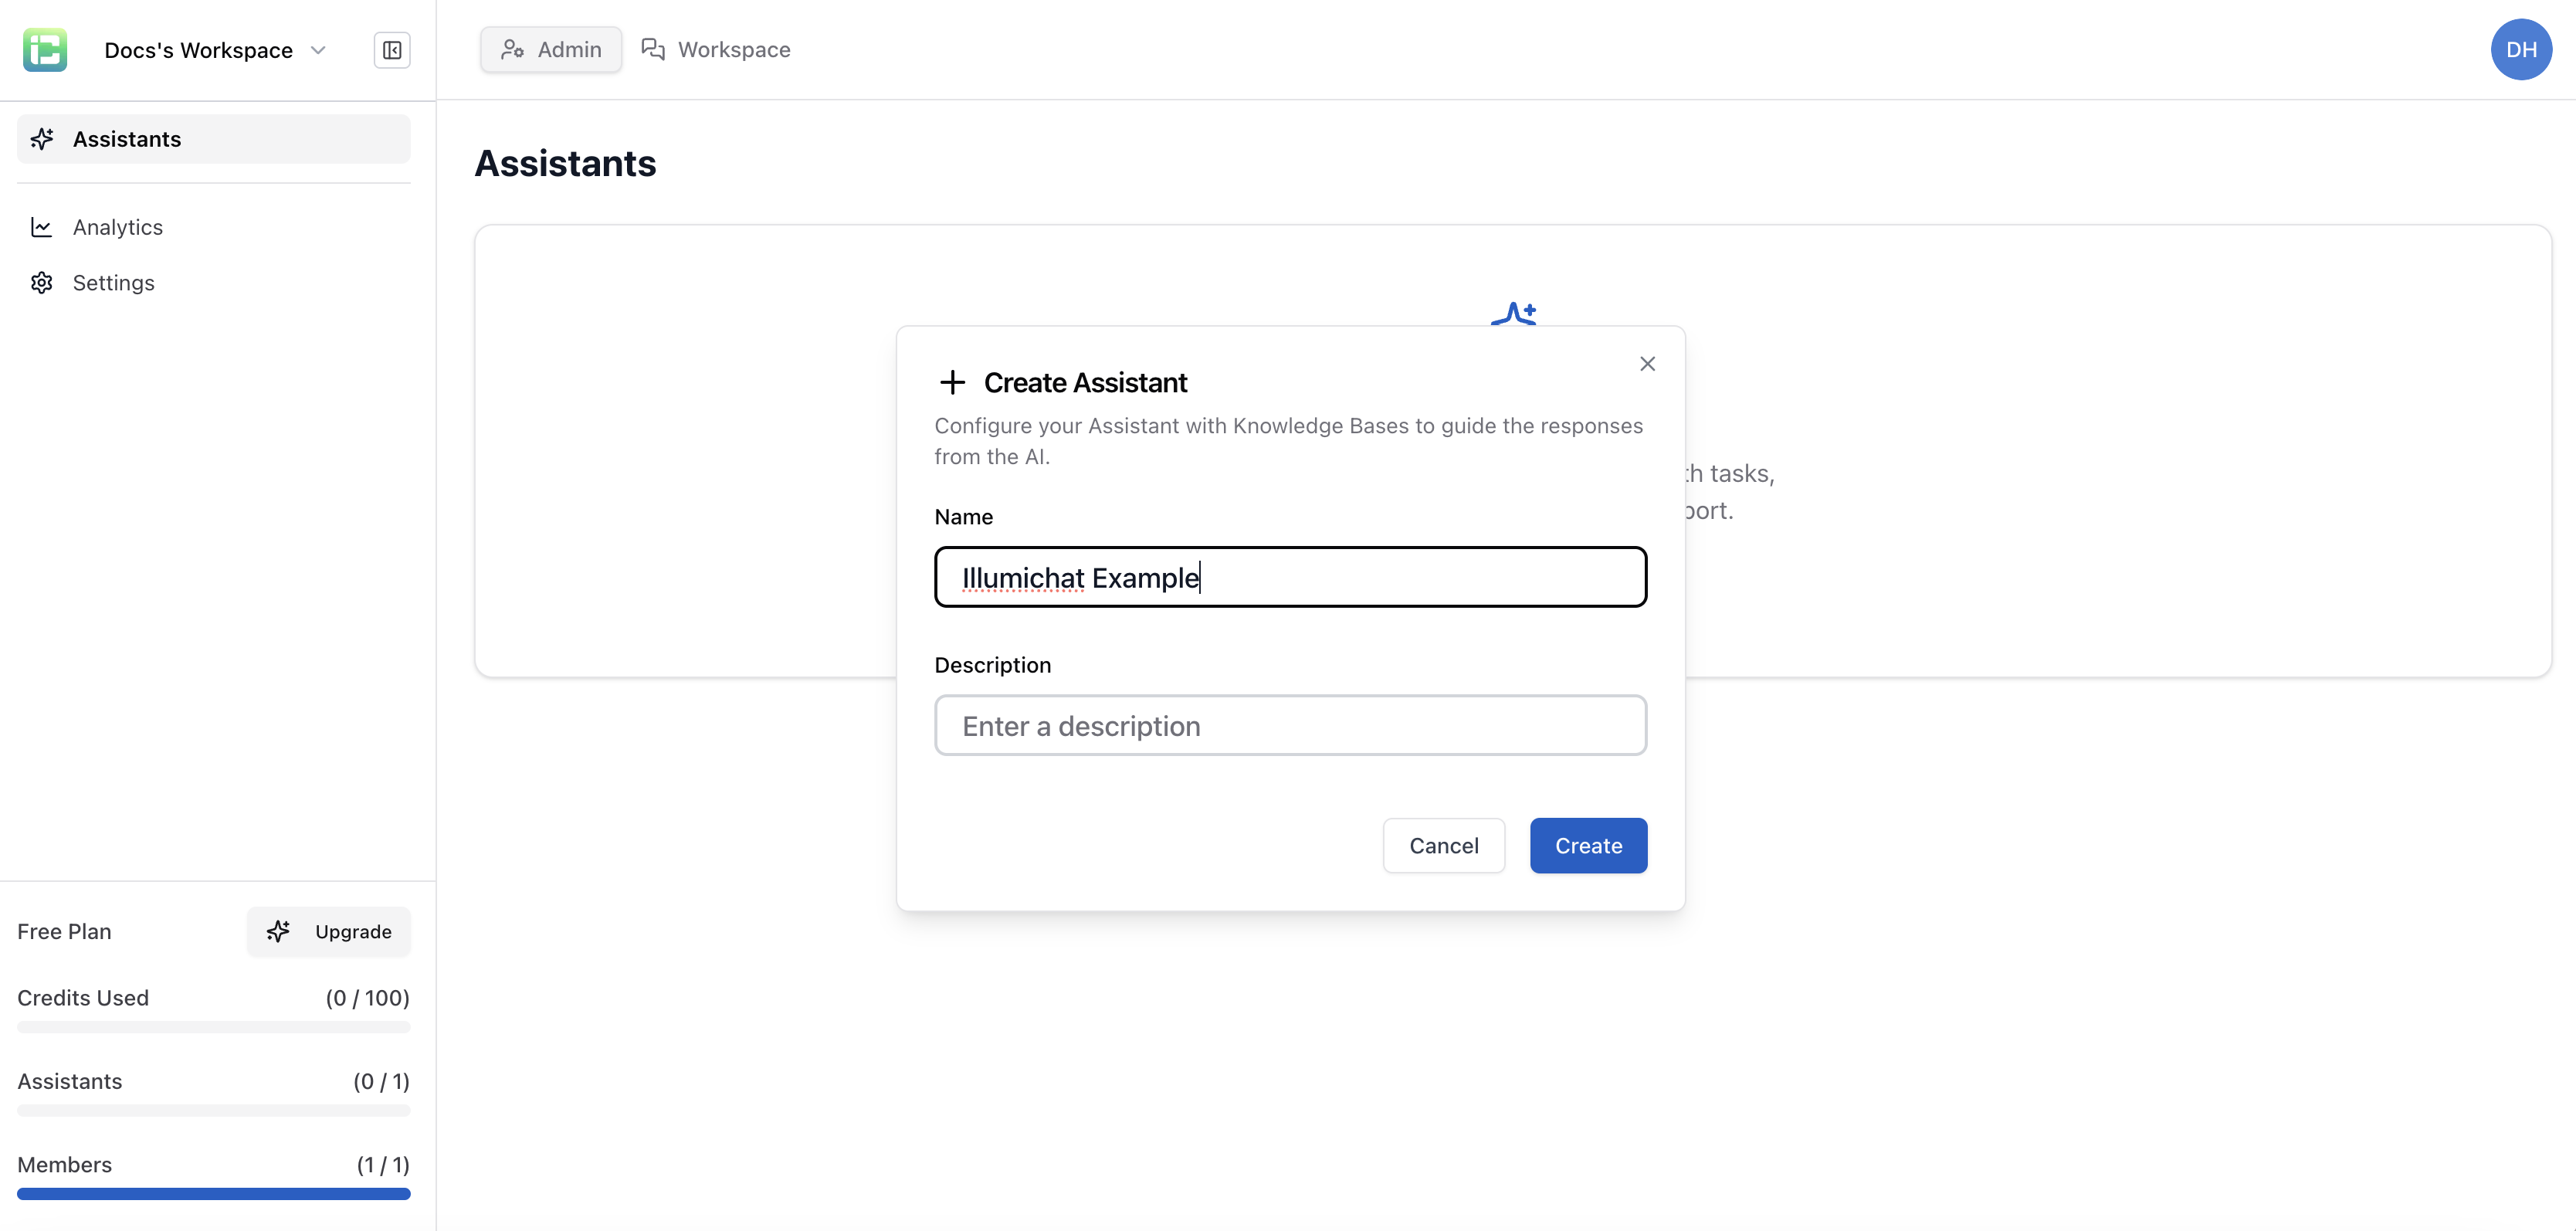 Docs's Workspace
Admin
Workspace
DH
Assistants
Analytics
Settings
Assistants
tasks,
Create Assistant
Configure your Assistant with Knowledge Bases to guide the responses
from the AI.
Name
Illumichat Example
Description
Enter a description
Cancel
Create
Free Plan
Upgrade
Credits Used (0 / 100)
Assistants (0 / 1)
Members (1 / 1)